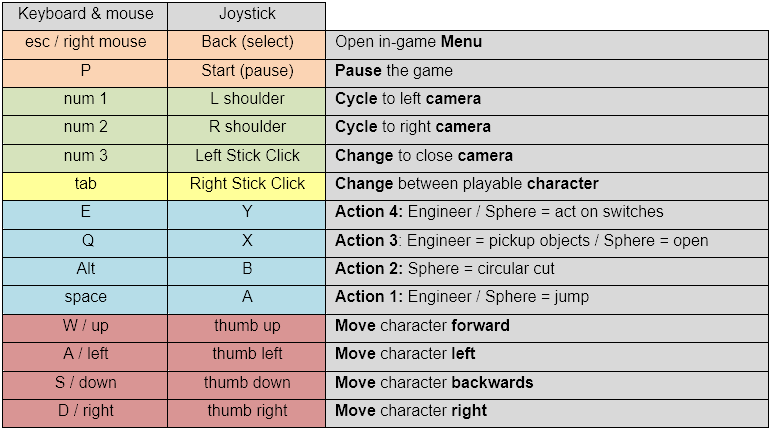 Keyboard & mouse Joystick
esc / right mouse Back (select) Open in-game Menu
P Start (pause) Pause the game
num 1 L shoulder Cycle to left camera
num 2 R shoulder Cycle to right camera
num 3 Left Stick Click Change to close camera
tab Right Stick Click Change between playable character
E Y Action 4: Engineer / Sphere = act on switches
Q X Action 3: Engineer = pickup objects / Sphere = open
Alt B Action 2: Sphere = circular cut
space A Action 1: Engineer / Sphere = jump
W / up thumb up Move character forward
A / left thumb left Move character left
S / down thumb down Move character backwards
D / right thumb right Move character right